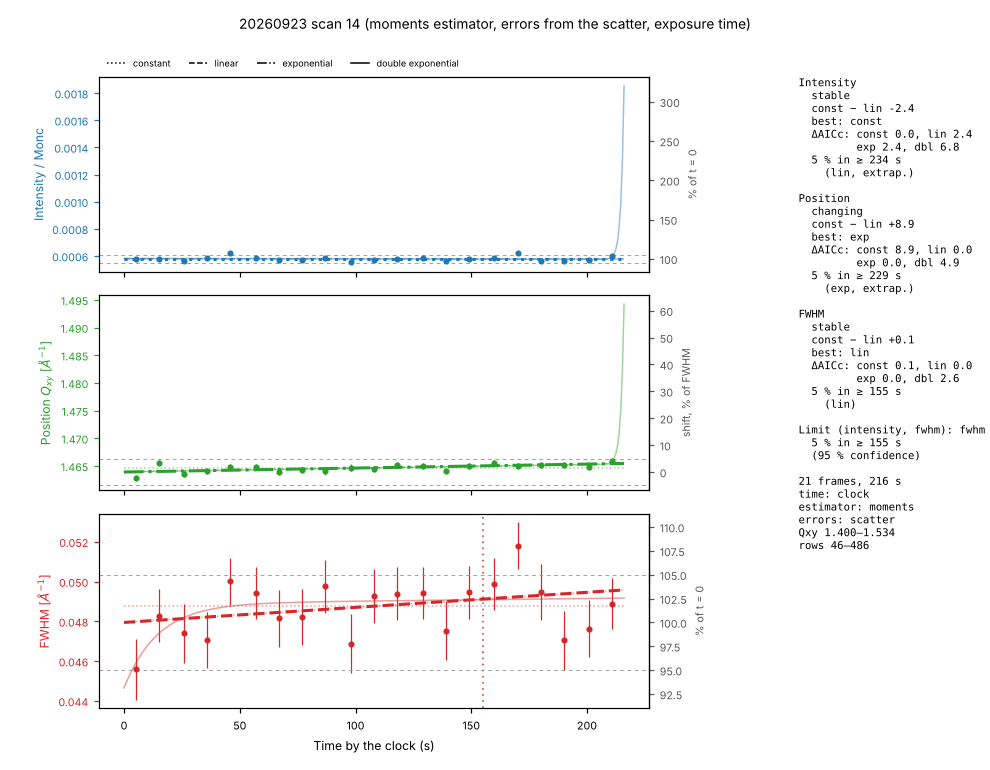 20260923 scan 14 (moments estimator, errors from the scatter, exposure time)
constant linear exponential double exponential
0.0018
0.0016
0.0014
0.0012
0.0010
0.0008
0.0006
Intensity / Monc
300
250
200
150
100
% of t = 0
1.495
1.490
1.485
1.480
1.475
1.470
1.465
Position Qxy [Å⁻¹]
60
50
40
30
20
10
0
shift, % of FWHM
0.052
0.050
0.048
0.046
0.044
FWHM [Å⁻¹]
110.0
107.5
105.0
102.5
100.0
97.5
95.0
92.5
% of t = 0
0 50 100 150 200
Time by the clock (s)
Intensity
stable
const − lin -2.4
best: const
ΔAICc: const 0.0, lin 2.4
exp 2.4, dbl 6.8
5 % in ≥ 234 s
(lin, extrap.)
Position
changing
const − lin +8.9
best: exp
ΔAICc: const 8.9, lin 0.0
exp 0.0, dbl 4.9
5 % in ≥ 229 s
(exp, extrap.)
FWHM
stable
const − lin +0.1
best: lin
ΔAICc: const 0.1, lin 0.0
exp 0.0, dbl 2.6
5 % in ≥ 155 s
(lin)
Limit (intensity, fwhm): fwhm
5 % in ≥ 155 s
(95 % confidence)
21 frames, 216 s
time: clock
estimator: moments
errors: scatter
Qxy 1.400–1.534
rows 46–486